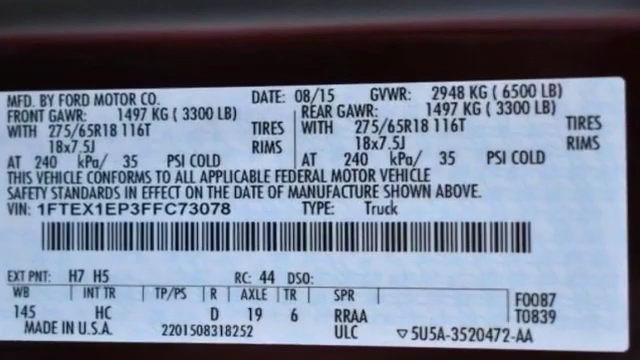 MFD. BY FORD MOTOR CO. DATE: 08/15 GVWR: 2948 KG ( 6500 LB)
FRONT GAWR: 1497 KG ( 3300 LB) REAR GAWR: 1497 KG ( 3300 LB)
WITH 275/65R18 116T TIRES WITH 275/65R18 116T TIRES
18x7.5J RIMS 18x7.5J RIMS
AT 240 kPa/ 35 PSI COLD AT 240 kPa/ 35 PSI COLD
THIS VEHICLE CONFORMS TO ALL APPLICABLE FEDERAL MOTOR VEHICLE
SAFETY STANDARDS IN EFFECT ON THE DATE OF MANUFACTURE SHOWN ABOVE.
VIN: 1FTEX1EP3FFC73078 TYPE: Truck
EXT PNT: H7 H5 RC: 44 DSO:
WB INT TR TP/PS R AXLE TR SPR F0087
145 HC D 19 6 RRAA T0839
MADE IN U.S.A. 2201508318252 ULC ▽5U5A-3520472-AA